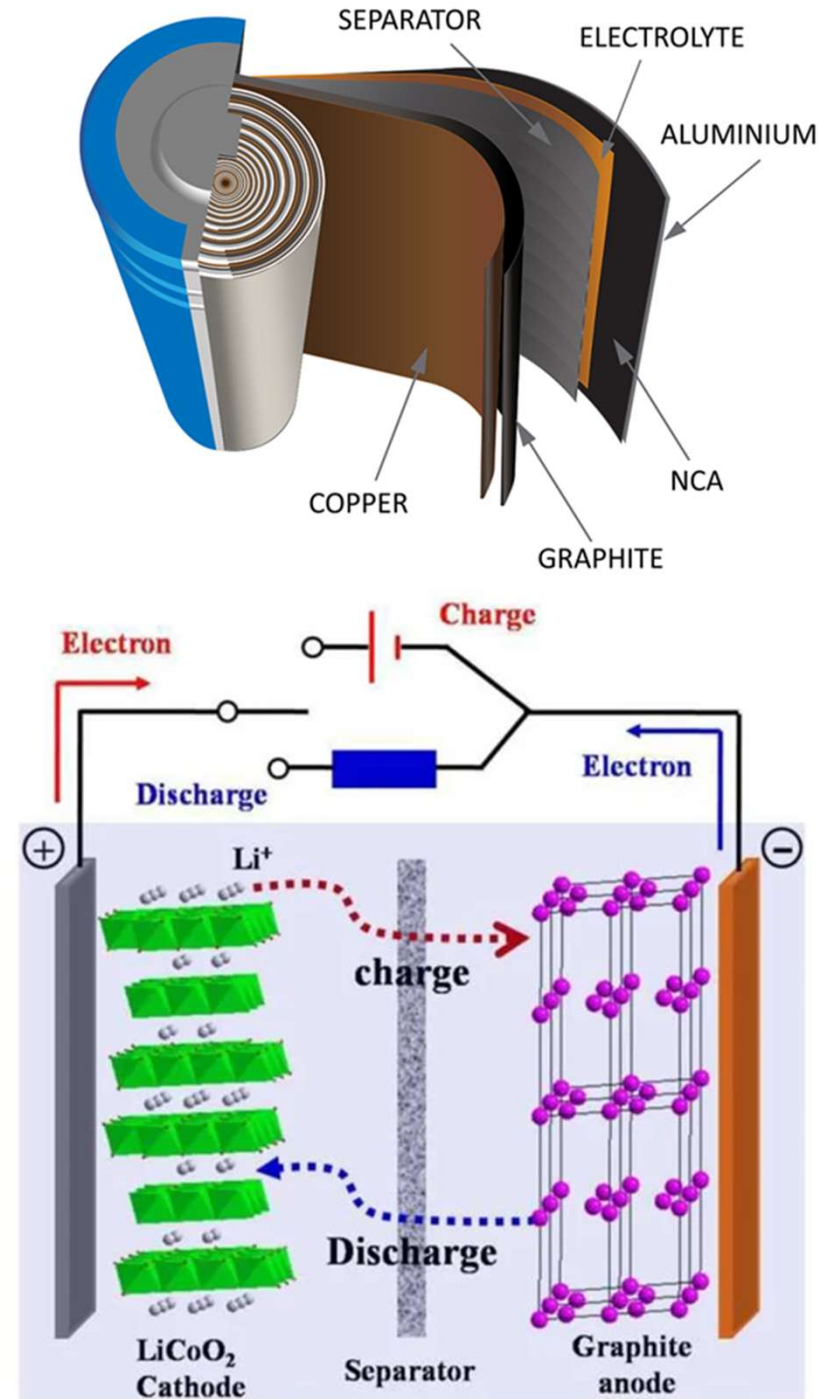 SEPARATOR
ELECTROLYTE
ALUMINIUM
NCA
COPPER
GRAPHITE
Charge
Electron
Electron
Discharge
+
−
Li⁺
charge
Discharge
LiCoO₂
Cathode
Separator
Graphite
anode